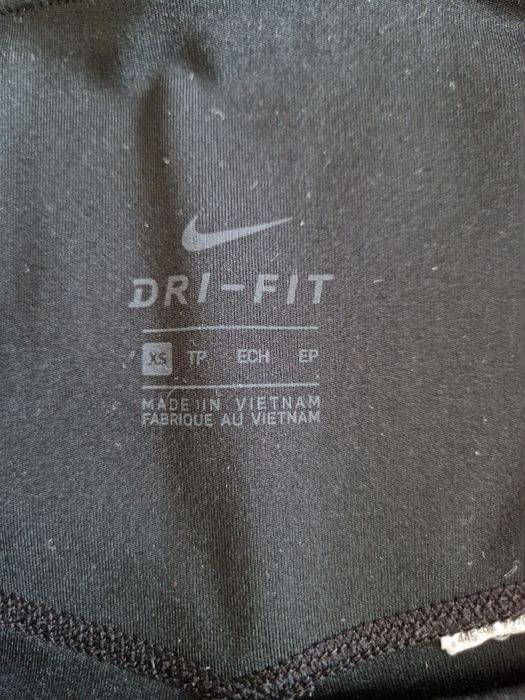 DRI-FIT
XS TP ECH EP
MADE IN VIETNAM
FABRIQUE AU VIETNAM